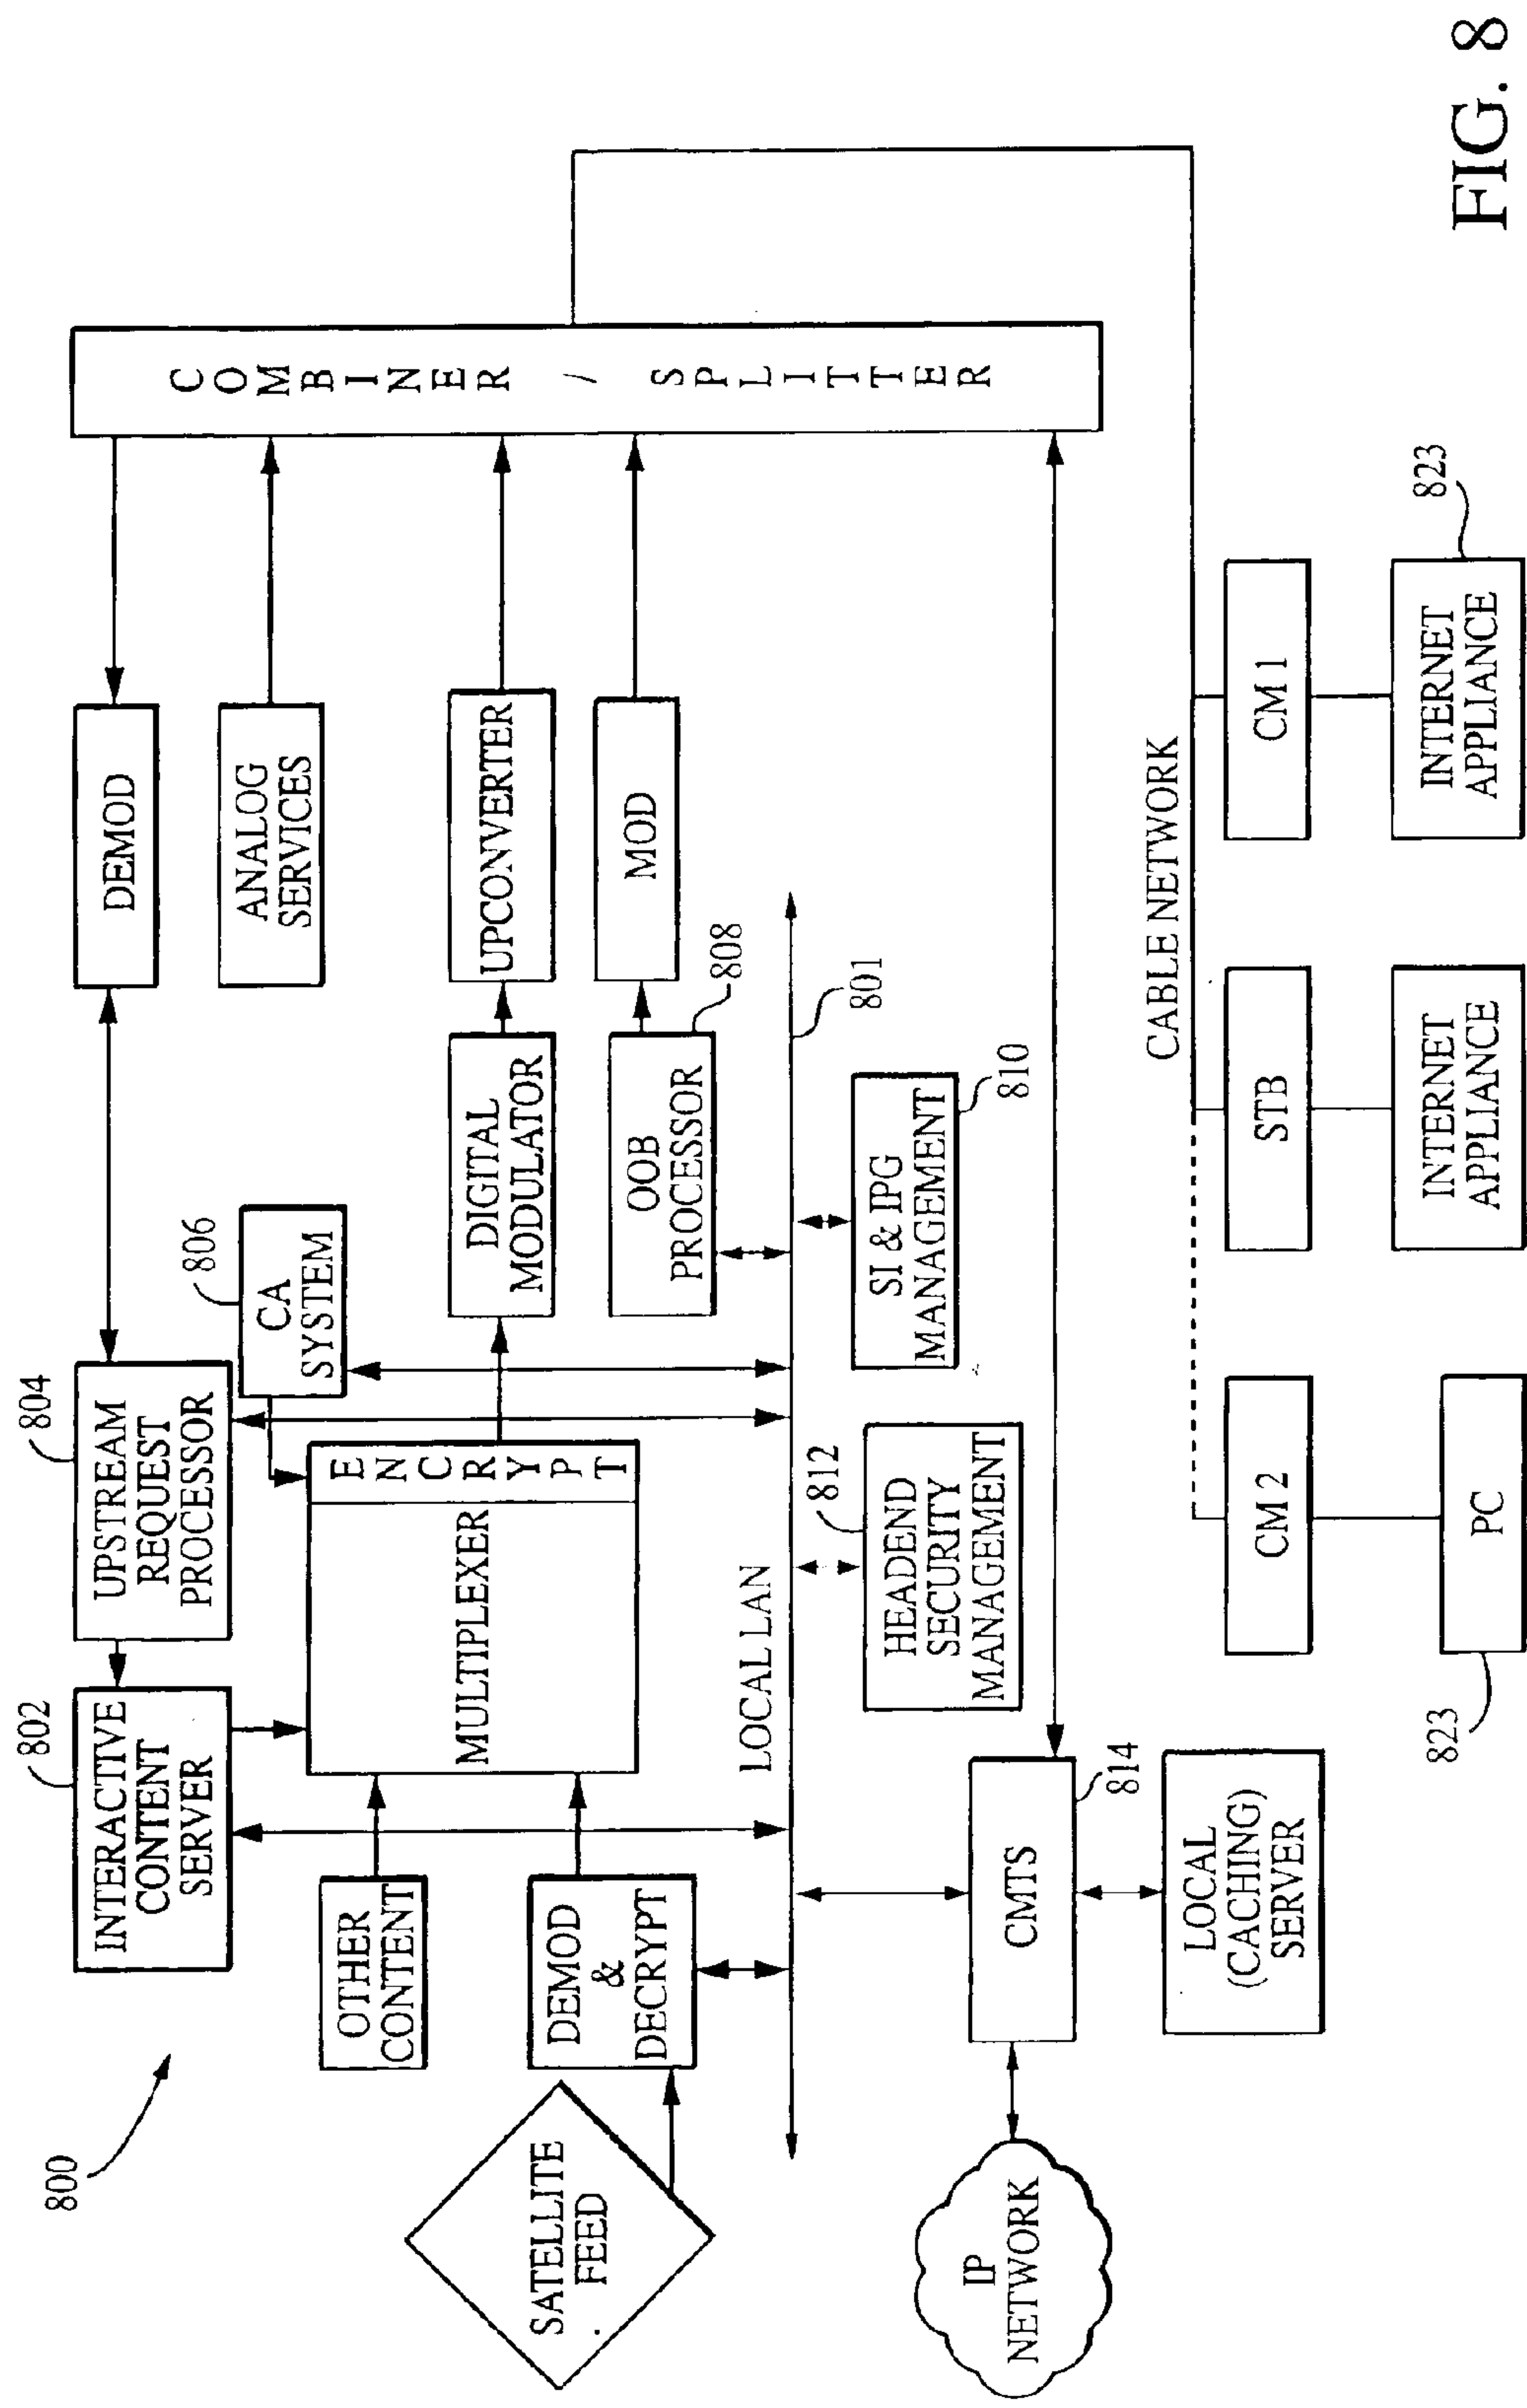 800
802
INTERACTIVE
CONTENT
SERVER
804
UPSTREAM
REQUEST
PROCESSOR
806
CA
SYSTEM
DEMOD
ANALOG
SERVICES
COMBINER / SPLITTER
OTHER
CONTENT
MULTIPLEXER
ENCRYPT
DIGITAL
MODULATOR
UPCONVERTER
SATELLITE
FEED
DEMOD
&
DECRYPT
OOB
PROCESSOR
808
MOD
LOCAL LAN
801
812
HEADEND
SECURITY
MANAGEMENT
SI & IPG
MANAGEMENT
810
IP
NETWORK
CMTS
814
LOCAL
(CACHING)
SERVER
CABLE NETWORK
CM 2
STB
CM 1
823
PC
INTERNET
APPLIANCE
INTERNET
APPLIANCE
823
FIG. 8